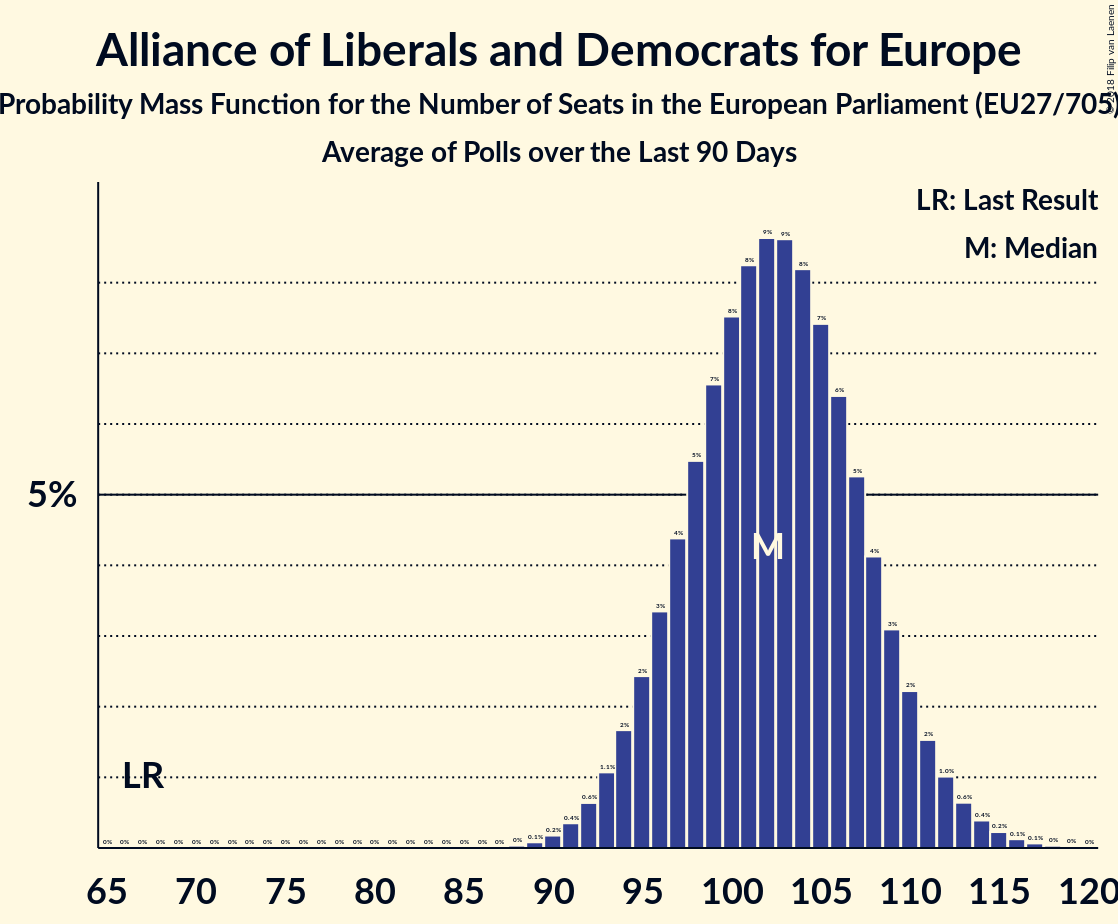 Alliance of Liberals and Democrats for Europe
Probability Mass Function for the Number of Seats in the European Parliament (EU27/705)
Average of Polls over the Last 90 Days
© 2018 Filip van Laenen
LR: Last Result
M: Median
5%
LR
M
0% 0% 0% 0% 0% 0% 0% 0% 0% 0% 0% 0% 0% 0% 0% 0% 0% 0% 0% 0% 0% 0% 0% 0% 0.1% 0.2% 0.4% 0.6% 1.1% 2% 2% 3% 4% 5% 7% 8% 8% 9% 9% 8% 7% 6% 5% 4% 3% 2% 2% 1.0% 0.6% 0.4% 0.2% 0.1% 0.1% 0% 0% 0%
65 70 75 80 85 90 95 100 105 110 115 120